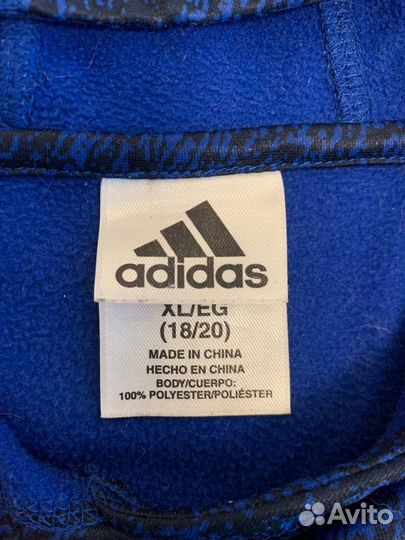 adidas
XL/EG
(18/20)
MADE IN CHINA
HECHO EN CHINA
BODY/CUERPO:
100% POLYESTER/POLIÉSTER
Avito